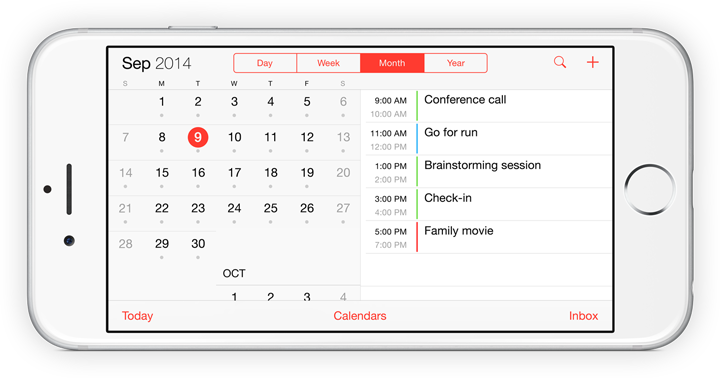 Sep 2014
Day Week Month Year
S M T W T F S
1 2 3 4 5 6
7 8 9 10 11 12 13
14 15 16 17 18 19 20
21 22 23 24 25 26 27
28 29 30
OCT
1 2 3 4
9:00 AM Conference call
10:00 AM
11:00 AM Go for run
12:00 PM
1:00 PM Brainstorming session
2:00 PM
3:00 PM Check-in
4:00 PM
5:00 PM Family movie
7:00 PM
Today Calendars Inbox